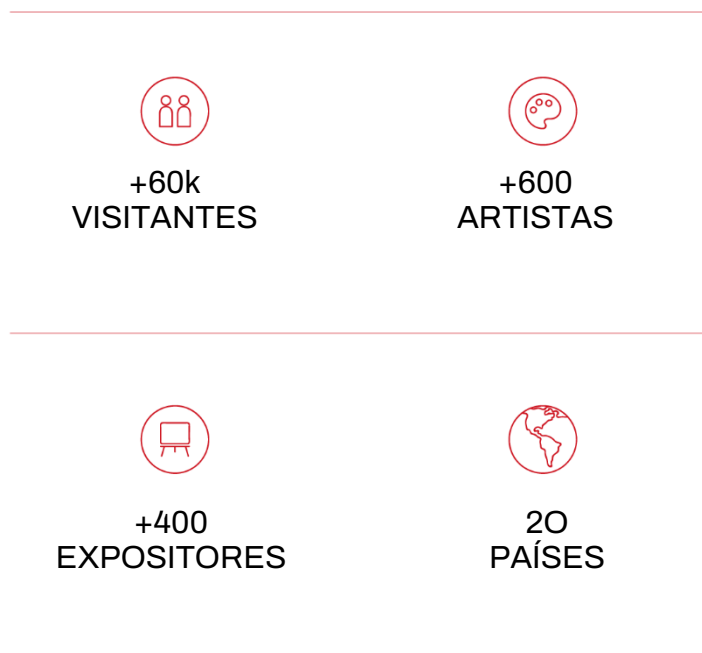 +60k
VISITANTES
+600
ARTISTAS
+400
EXPOSITORES
2O
PAÍSES